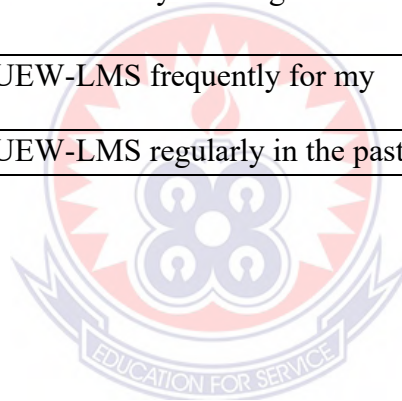 UEW-LMS frequently for my
UEW-LMS regularly in the past
EDUCATION FOR SERVICE